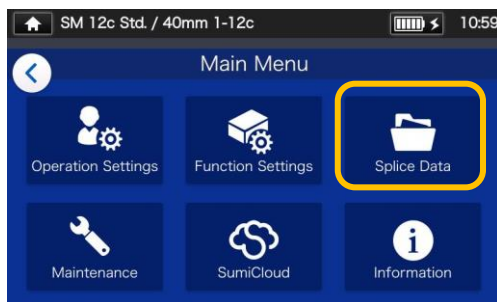 SM 12c Std. / 40mm 1-12c 10:59
Main Menu
Operation Settings
Function Settings
Splice Data
Maintenance
SumiCloud
Information